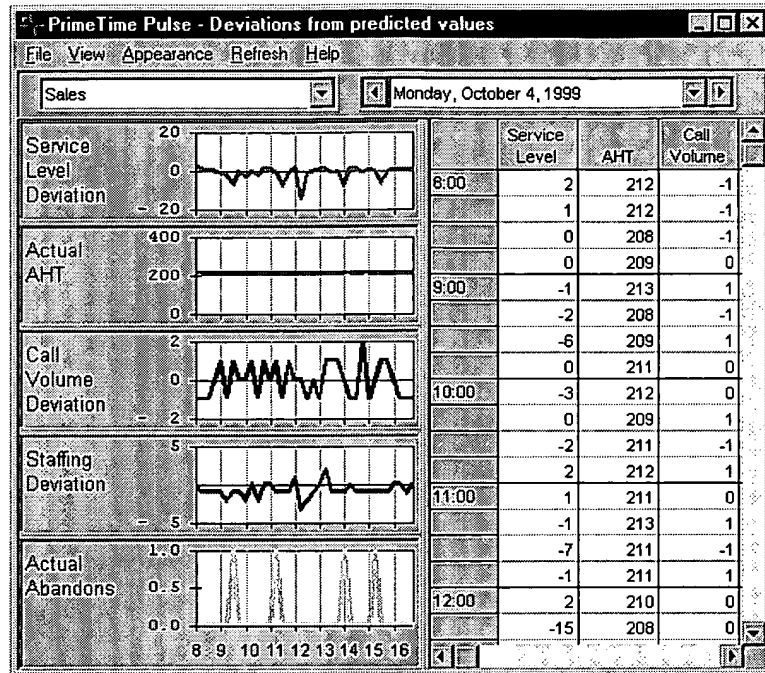 PrimeTime Pulse - Deviations from predicted values
File View Appearance Refresh Help
Sales
Monday, October 4, 1999
Service Level Deviation
20
0
- 20
Actual AHT
400
200
0
Call Volume Deviation
2
0
- 2
Staffing Deviation
5
- 5
Actual Abandons
1.0
0.5
0.0
8 9 10 11 12 13 14 15 16
Service Level AHT Call Volume
8:00 2 212 -1
1 212 -1
0 208 -1
0 209 0
9:00 -1 213 1
-2 208 -1
-6 209 1
0 211 0
10:00 -3 212 0
0 209 1
-2 211 -1
2 212 1
11:00 1 211 0
-1 213 1
-7 211 -1
-1 211 1
12:00 2 210 0
-15 208 0